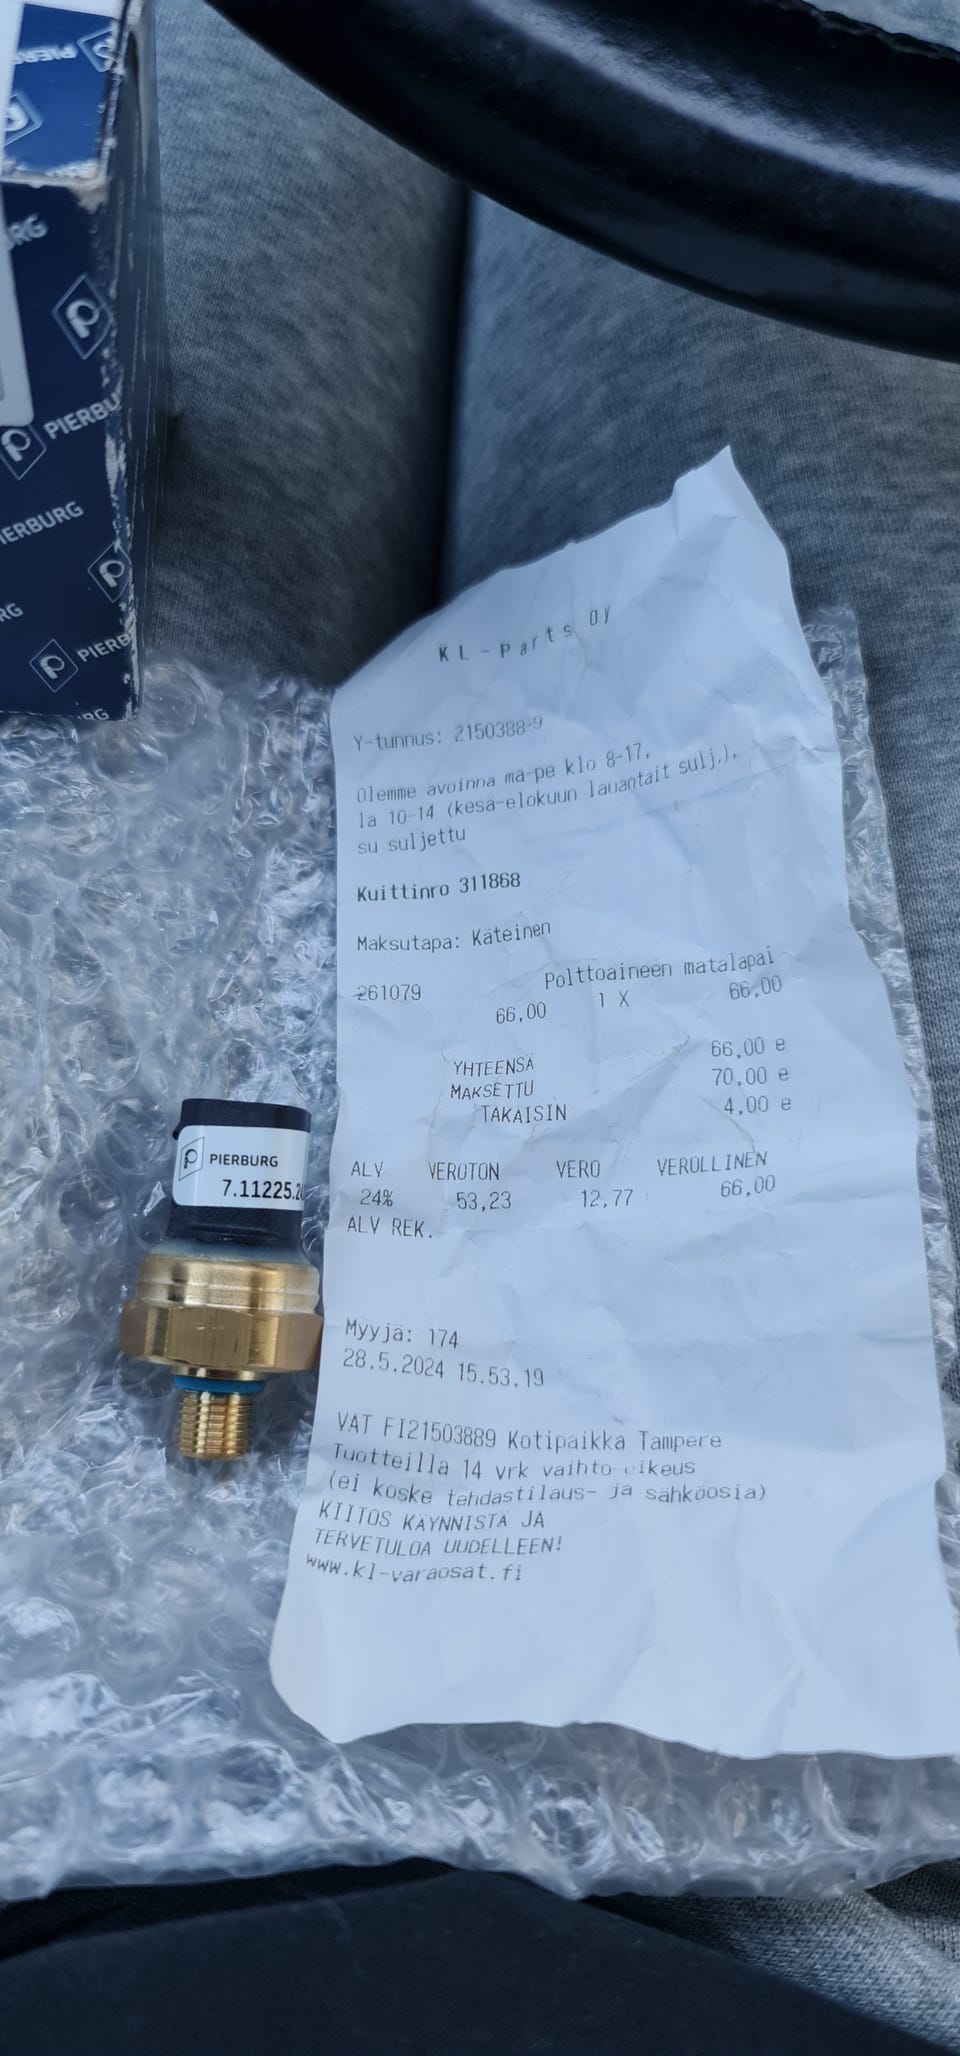 PIERBURG
PIERBURG
PIERBURG
K L - P a r t s OY
Y-tunnus: 2150388-9
Olemme avoinna ma-pe klo 8-17,
la 10-14 (kesä-elokuun lauantait sulj.),
su suljettu
Kuittinro 311868
Maksutapa: Käteinen
261079 Polttoaineen matalapai
66,00 1 X 66,00
YHTEENSÄ 66,00 e
MAKSETTU 70,00 e
TAKAISIN 4,00 e
ALV VEROTON VERO VEROLLINEN
24% 53,23 12,77 66,00
ALV REK.
PIERBURG
7.11225.2
Myyjä: 174
28.5.2024 15.53.19
VAT FI21503889 Kotipaikka Tampere
Tuotteilla 14 vrk vaihto-oikeus
(ei koske tehdastilaus- ja sähköosia)
KIITOS KÄYNNISTÄ JA
TERVETULOA UUDELLEEN!
www.kl-varaosat.fi